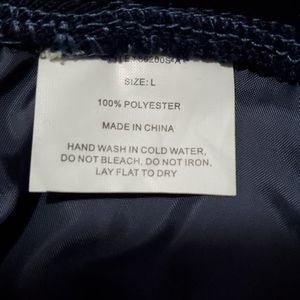 SIZE: L
100% POLYESTER
MADE IN CHINA
HAND WASH IN COLD WATER,
DO NOT BLEACH, DO NOT IRON,
LAY FLAT TO DRY